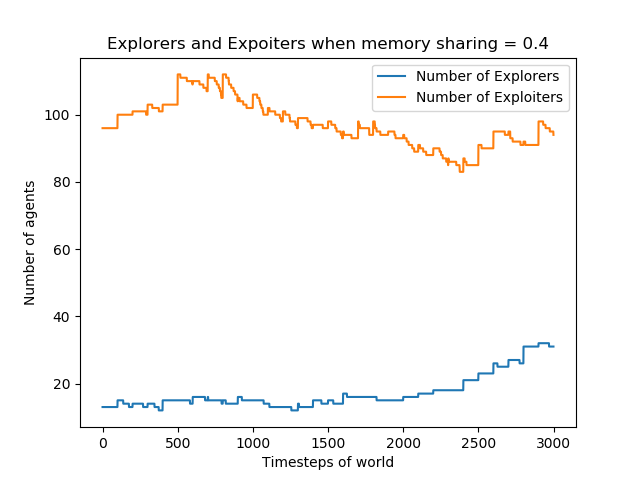 Explorers and Expoiters when memory sharing = 0.4
Number of Explorers
Number of Exploiters
Number of agents
100
80
60
40
20
0 500 1000 1500 2000 2500 3000
Timesteps of world